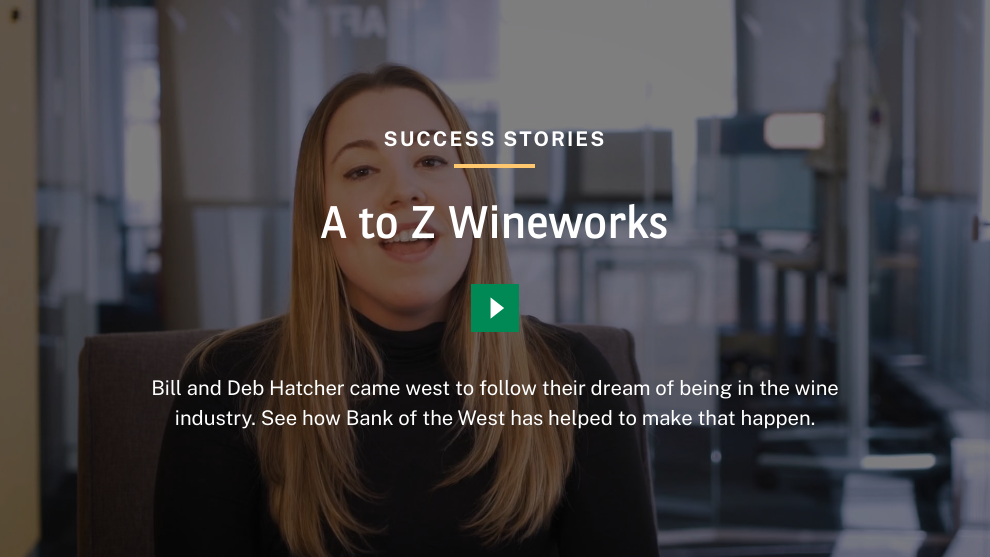 SUCCESS STORIES
A to Z Wineworks
Bill and Deb Hatcher came west to follow their dream of being in the wine
industry. See how Bank of the West has helped to make that happen.